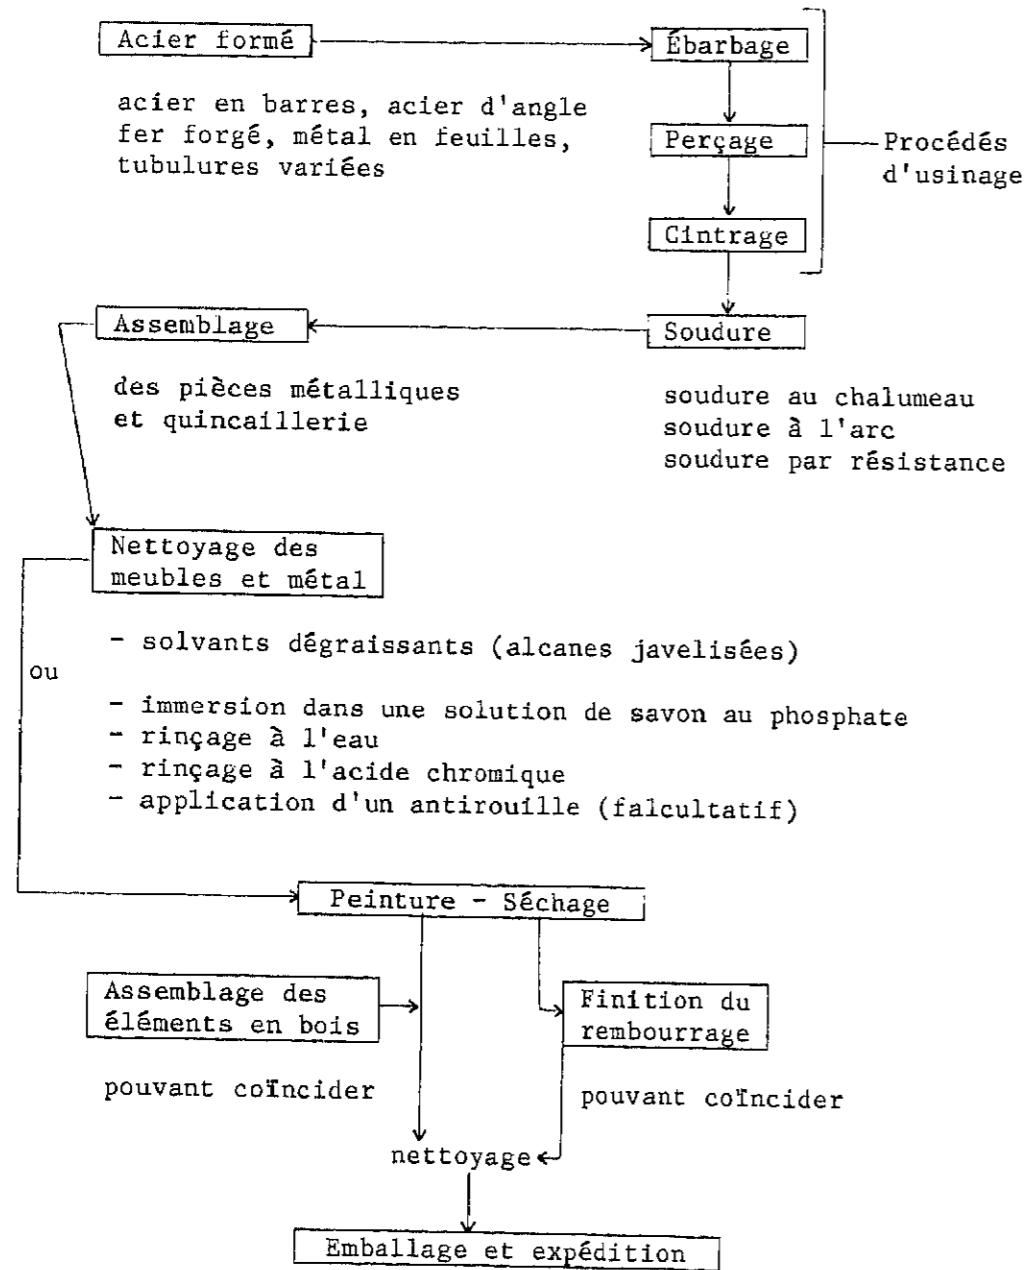 Acier formé
Ébarbage
acier en barres, acier d'angle
fer forgé, métal en feuilles,
tubulures variées
Perçage
Procédés
d'usinage
Cintrage
Soudure
soudure au chalumeau
soudure à l'arc
soudure par résistance
Assemblage
des pièces métalliques
et quincaillerie
Nettoyage des
meubles et métal
ou
- solvants dégraissants (alcanes javelisées)
- immersion dans une solution de savon au phosphate
- rinçage à l'eau
- rinçage à l'acide chromique
- application d'un antirouille (falcultatif)
Peinture - Séchage
Assemblage des
éléments en bois
pouvant coïncider
Finition du
rembourrage
pouvant coïncider
nettoyage
Emballage et expédition